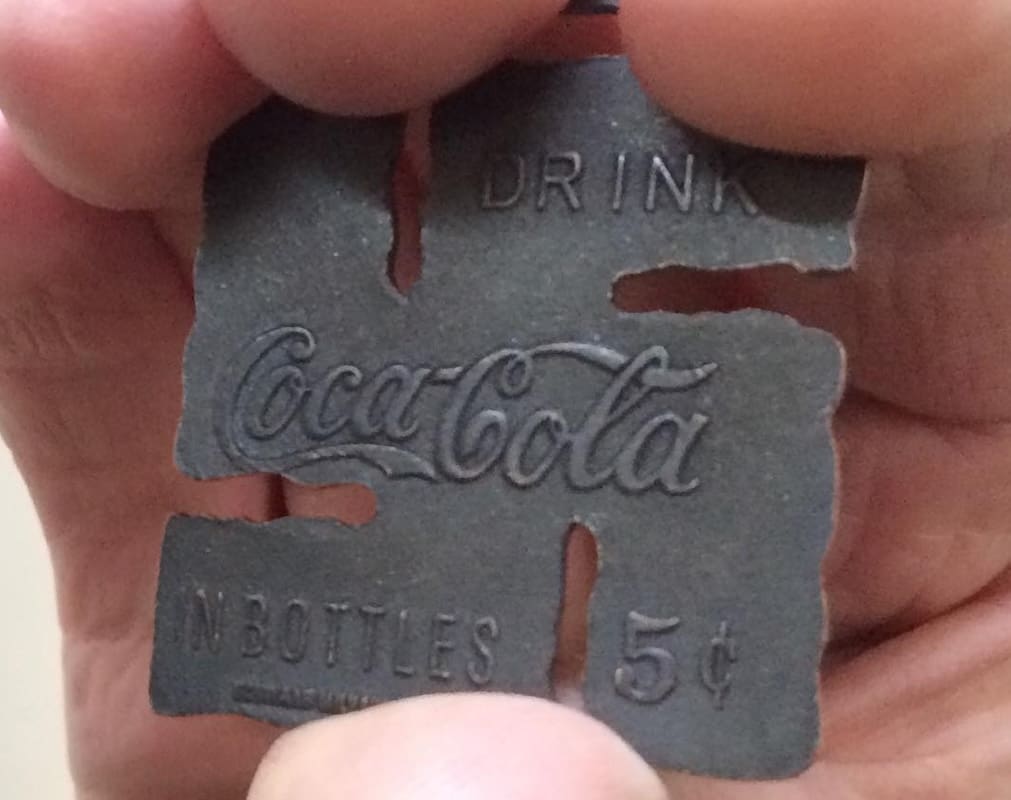 DRINK
Coca-Cola
IN BOTTLES 5¢